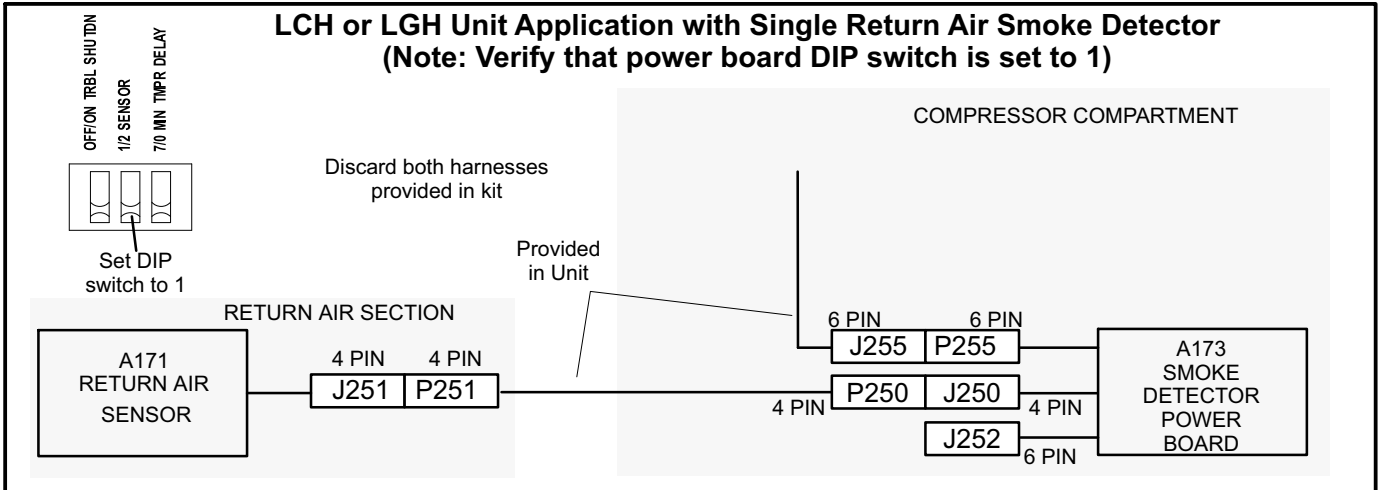 LCH or LGH Unit Application with Single Return Air Smoke Detector
(Note: Verify that power board DIP switch is set to 1)
OFF/ON TRBL SHUTDN
1/2 SENSOR
7/0 MIN TMPR DELAY
Set DIP
switch to 1
Discard both harnesses
provided in kit
COMPRESSOR COMPARTMENT
Provided
in Unit
RETURN AIR SECTION
A171
RETURN AIR
SENSOR
4 PIN 4 PIN
J251 P251
6 PIN 6 PIN
J255 P255
4 PIN P250 J250 4 PIN
J252 6 PIN
A173
SMOKE
DETECTOR
POWER
BOARD